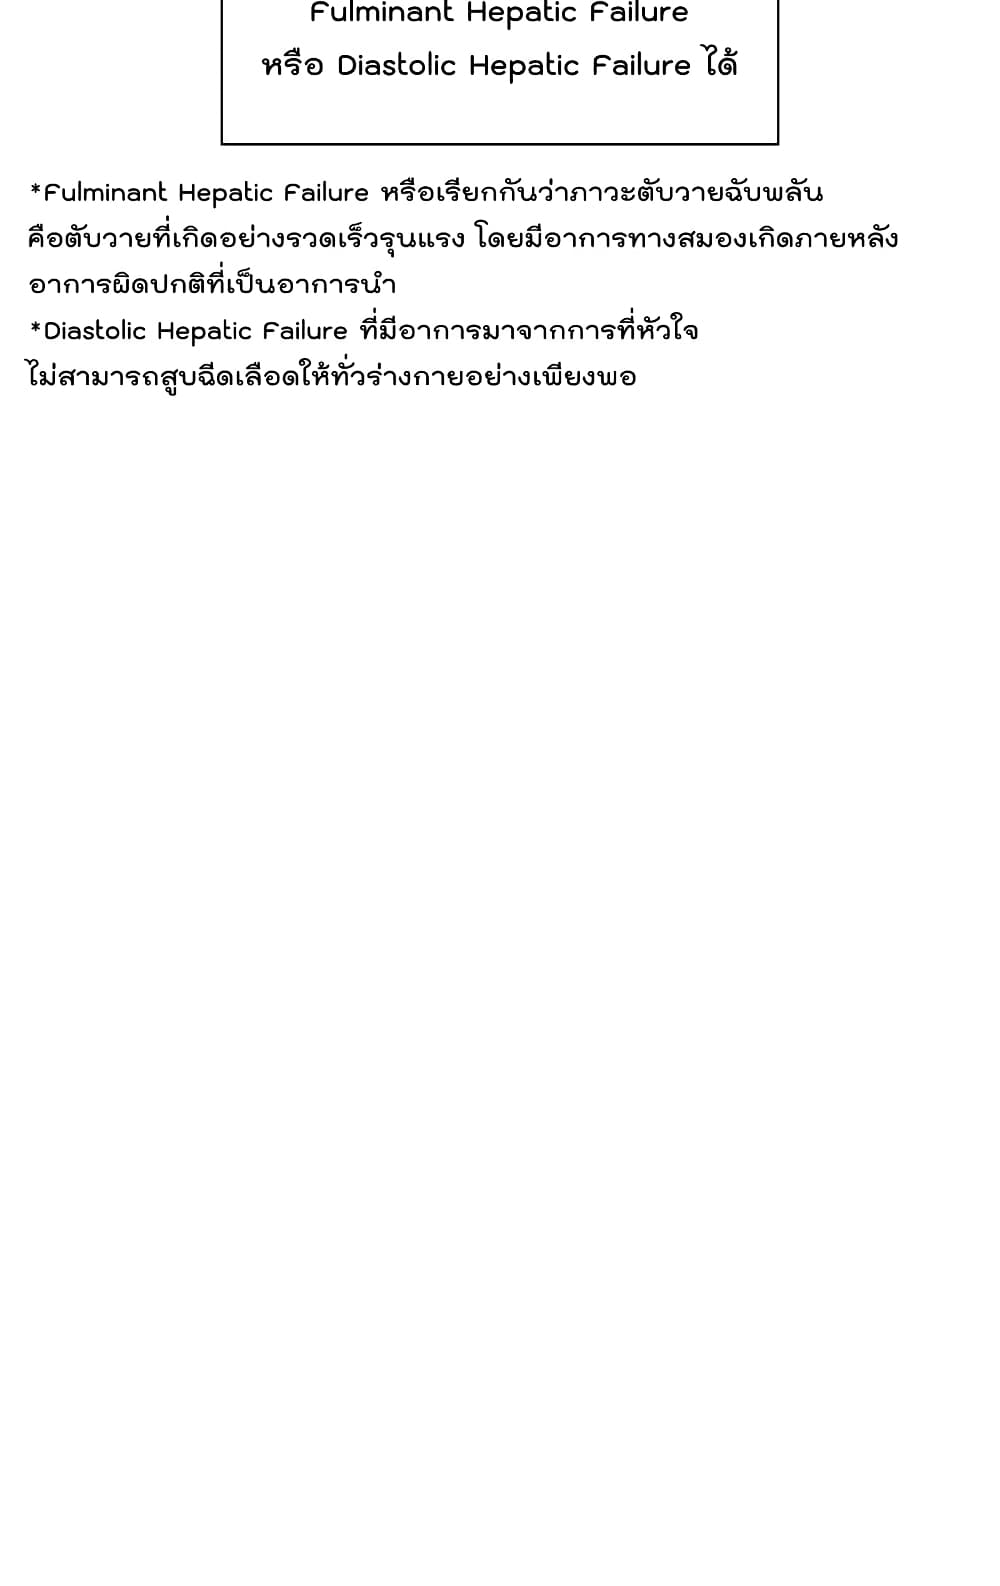 Fulminant Hepatic Failure
หรือ Diastolic Hepatic Failure ได้
*Fulminant Hepatic Failure หรือเรียกกันว่าภาวะตับวายฉับพลัน
คือตับวายที่เกิดอย่างรวดเร็วรุนแรง โดยมีอาการทางสมองเกิดภายหลัง
อาการผิดปกติที่เป็นอาการนำ
*Diastolic Hepatic Failure ที่มีอาการมาจากการที่หัวใจ
ไม่สามารถสูบฉีดเลือดให้ทั่วร่างกายอย่างเพียงพอ